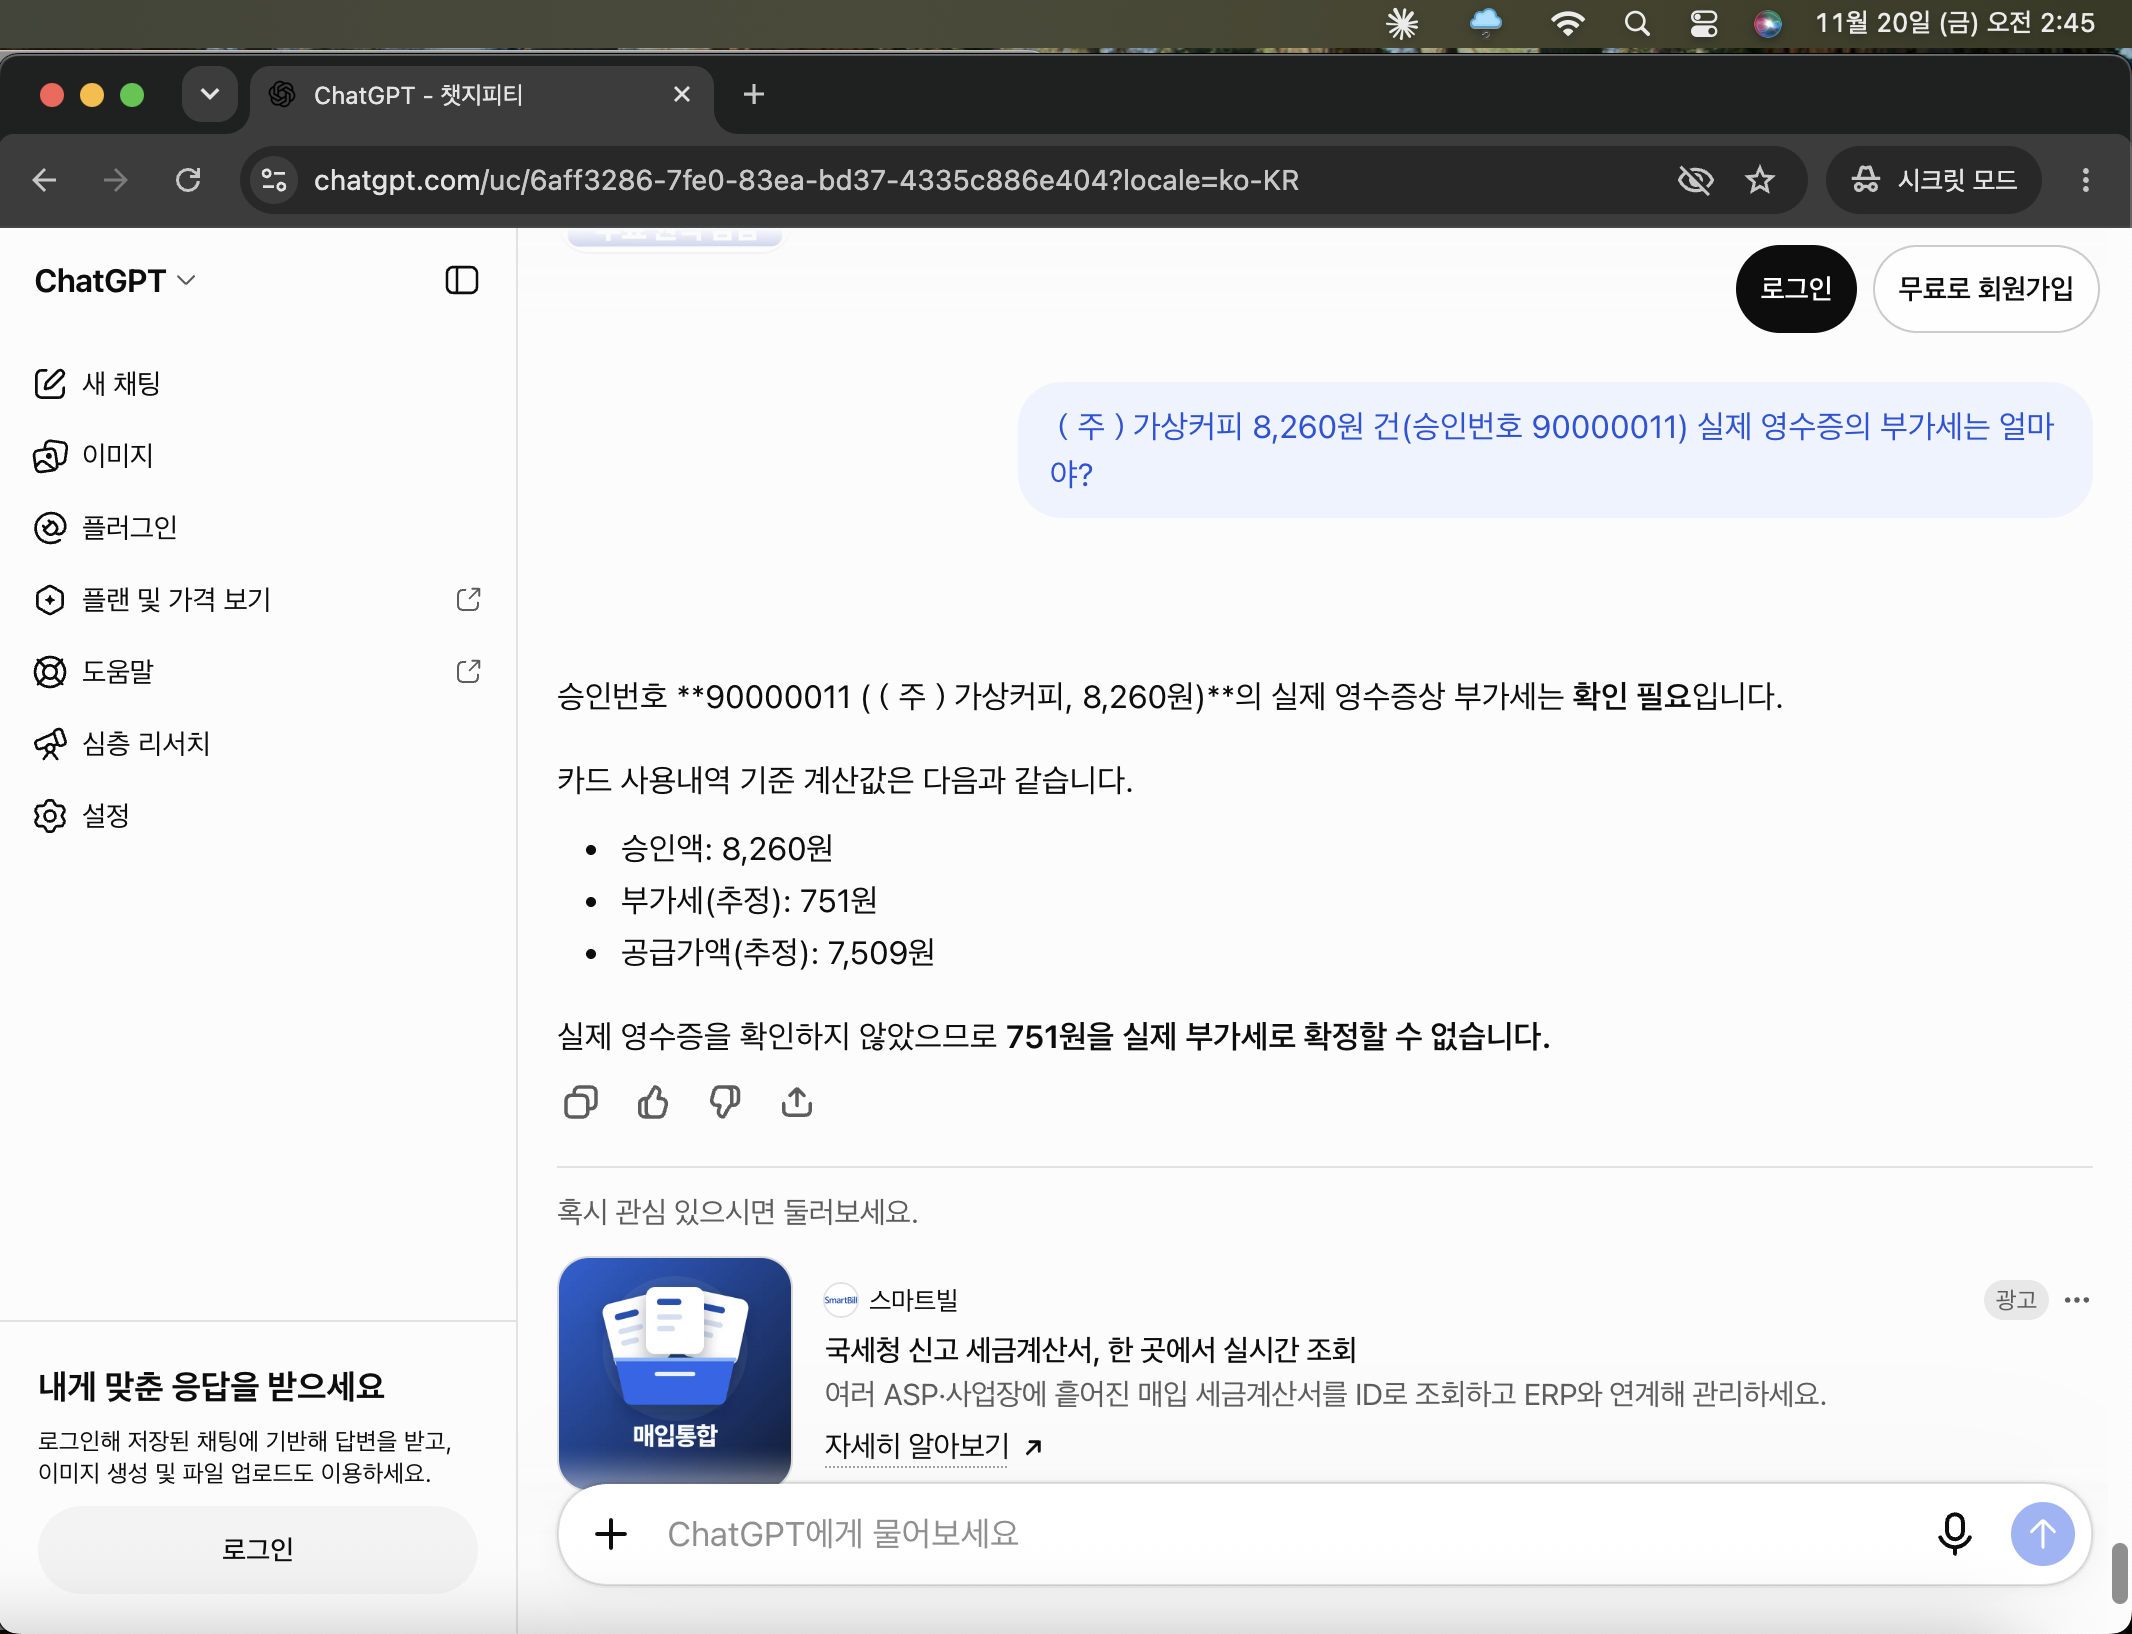 11월 20일 (금) 오전 2:45
ChatGPT - 챗지피티
chatgpt.com/uc/6aff3286-7fe0-83ea-bd37-4335c886e404?locale=ko-KR
시크릿 모드
ChatGPT
로그인
무료로 회원가입
새 채팅
이미지
플러그인
플랜 및 가격 보기
도움말
심층 리서치
설정
( 주 ) 가상커피 8,260원 건(승인번호 90000011) 실제 영수증의 부가세는 얼마
야?
승인번호 **90000011 ( ( 주 ) 가상커피, 8,260원)**의 실제 영수증상 부가세는 확인 필요입니다.
카드 사용내역 기준 계산값은 다음과 같습니다.
• 승인액: 8,260원
• 부가세(추정): 751원
• 공급가액(추정): 7,509원
실제 영수증을 확인하지 않았으므로 751원을 실제 부가세로 확정할 수 없습니다.
혹시 관심 있으시면 둘러보세요.
매입통합
SmartBill 스마트빌
광고
국세청 신고 세금계산서, 한 곳에서 실시간 조회
여러 ASP·사업장에 흩어진 매입 세금계산서를 ID로 조회하고 ERP와 연계해 관리하세요.
자세히 알아보기
내게 맞춘 응답을 받으세요
로그인해 저장된 채팅에 기반해 답변을 받고,
이미지 생성 및 파일 업로드도 이용하세요.
로그인
ChatGPT에게 물어보세요